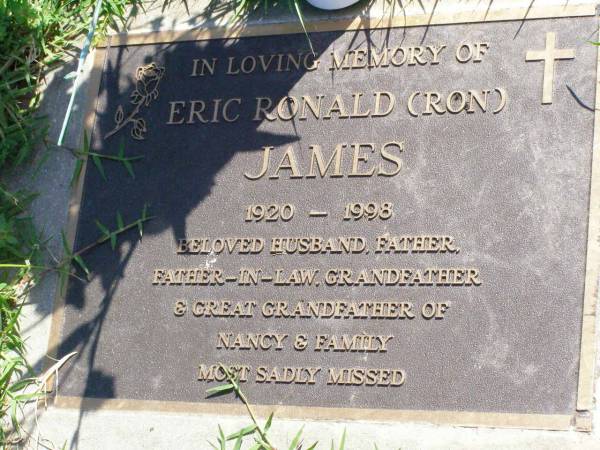 IN LOVING MEMORY OF
ERIC RONALD (RON)
JAMES
1920 – 1998
BELOVED HUSBAND, FATHER,
FATHER-IN-LAW, GRANDFATHER
& GREAT GRANDFATHER OF
NANCY & FAMILY
MOST SADLY MISSED